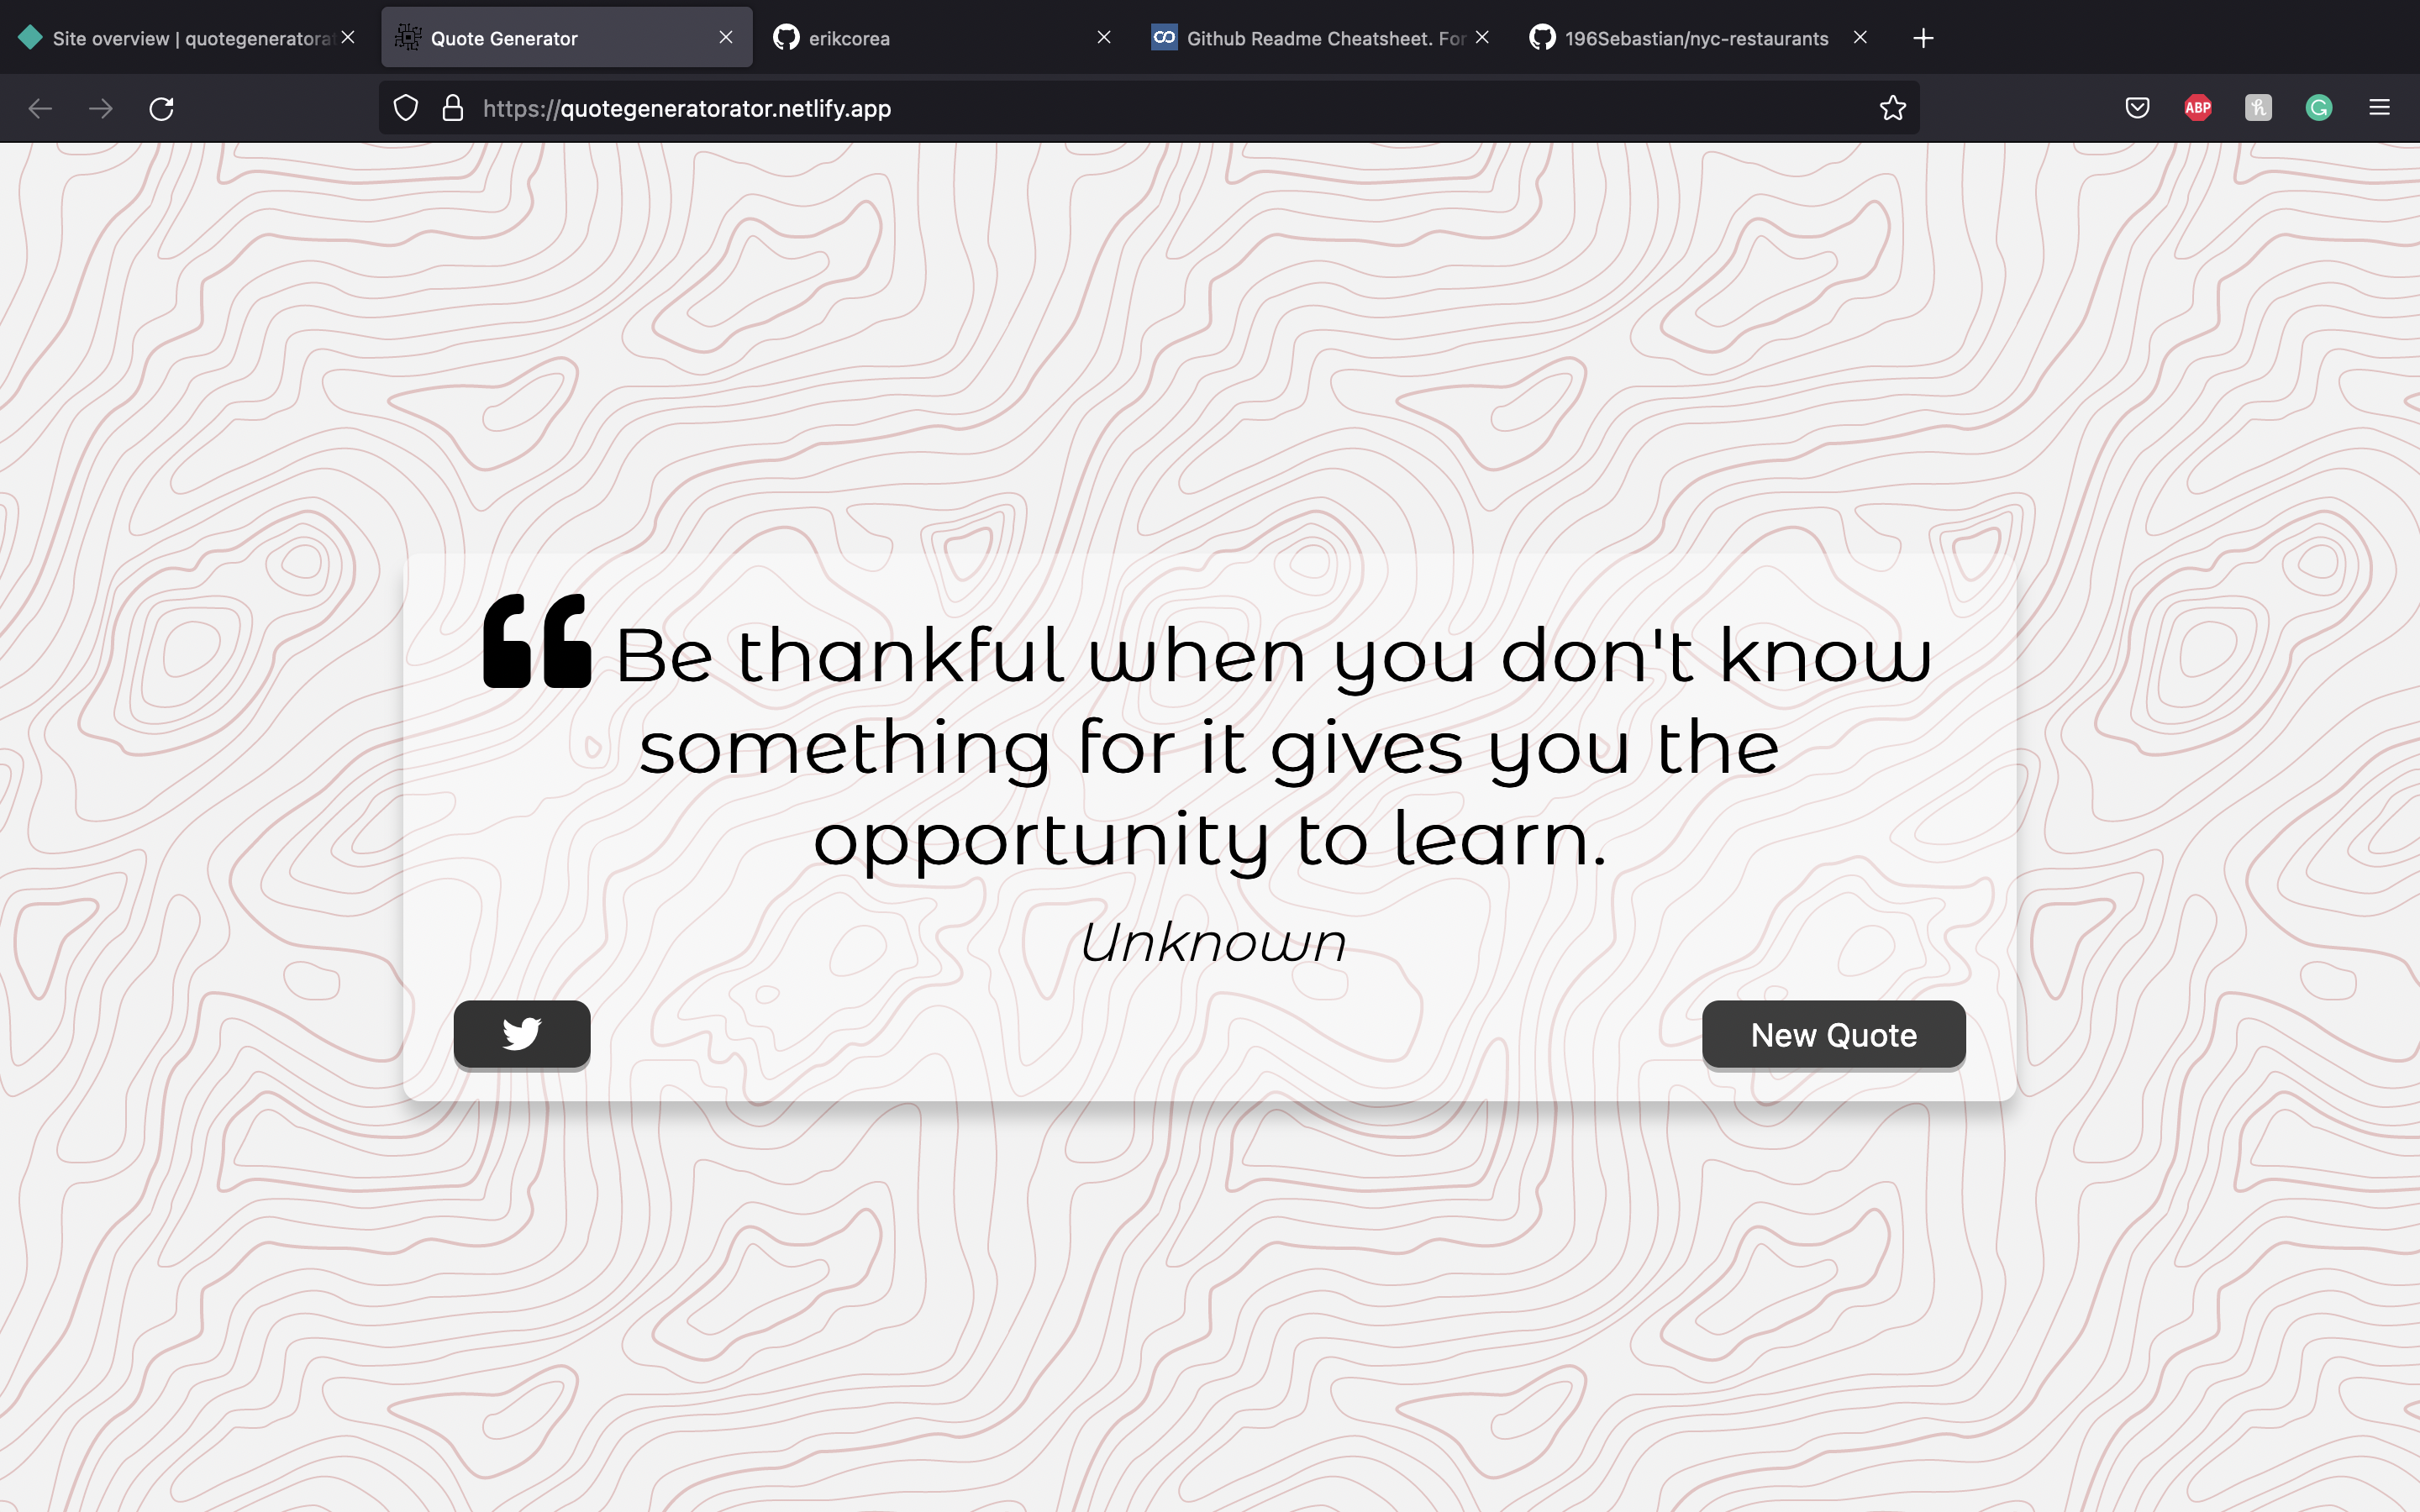 Site overview | quotegeneratorat
Quote Generator
erikcorea
Github Readme Cheatsheet. For
196Sebastian/nyc-restaurants
https://quotegeneratorator.netlify.app
ABP
Be thankful when you don't know
something for it gives you the
opportunity to learn.
Unknown
New Quote